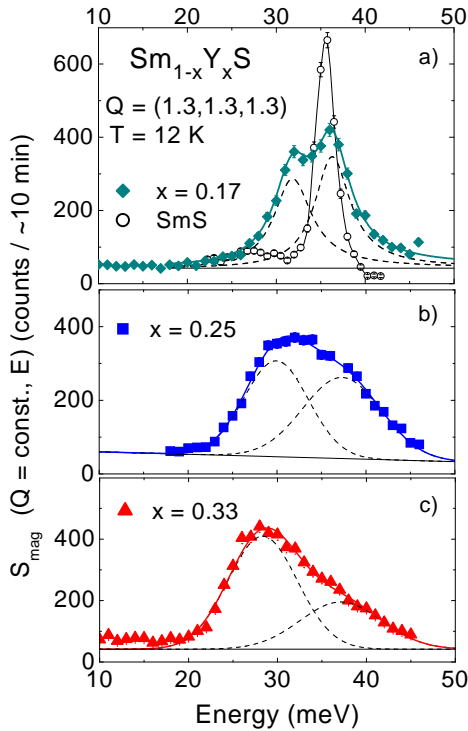 10 20 30 40 50
600
400
200
0
Sm1-xYxS
a)
Q = (1.3,1.3,1.3)
T = 12 K
x = 0.17
SmS
400
200
0
x = 0.25
b)
400
200
0
x = 0.33
c)
10 20 30 40 50
Energy (meV)
Smag (Q = const., E) (counts / ~10 min)